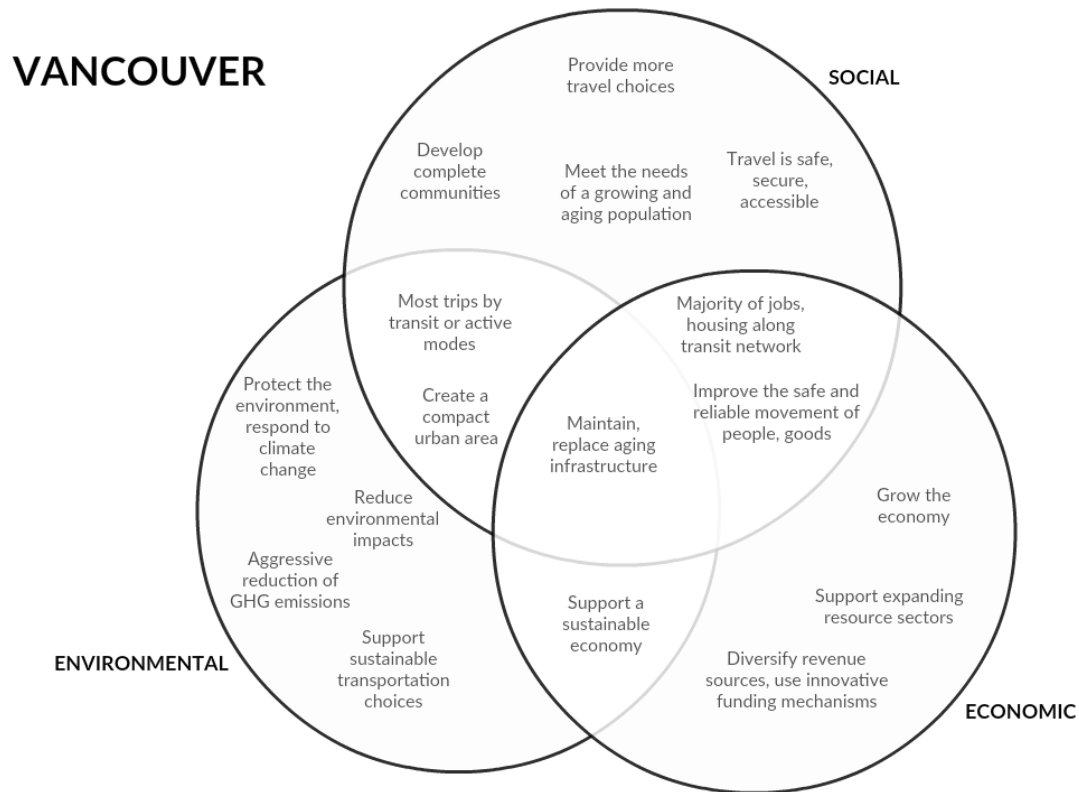 VANCOUVER
SOCIAL
Provide more
travel choices
Develop
complete
communities
Meet the needs
of a growing and
aging population
Travel is safe,
secure,
accessible
Most trips by
transit or active
modes
Create a
compact
urban area
Majority of jobs,
housing along
transit network
Improve the safe and
reliable movement of
people, goods
Maintain,
replace aging
infrastructure
Protect the
environment,
respond to
climate
change
Reduce
environmental
impacts
Aggressive
reduction of
GHG emissions
Support
sustainable
transportation
choices
ENVIRONMENTAL
Support a
sustainable
economy
Grow the
economy
Support expanding
resource sectors
Diversify revenue
sources, use innovative
funding mechanisms
ECONOMIC